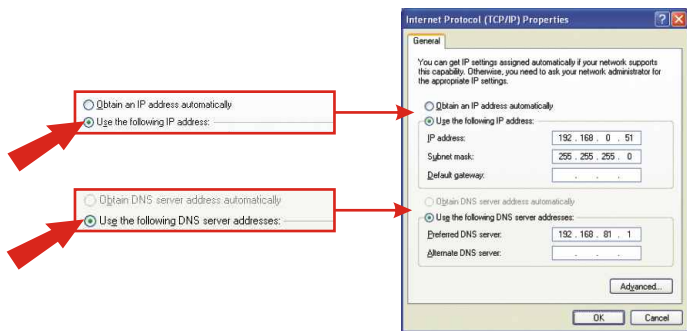 Internet Protocol (TCP/IP) Properties
General
You can get IP settings assigned automatically if your network supports
this capability. Otherwise, you need to ask your network administrator for
the appropriate IP settings.
Obtain an IP address automatically
Use the following IP address:
Obtain an IP address automatically
Use the following IP address:
IP address: 192 . 168 . 0 . 51
Subnet mask: 255 . 255 . 255 . 0
Default gateway: . . .
Obtain DNS server address automatically
Use the following DNS server addresses:
Obtain DNS server address automatically
Use the following DNS server addresses:
Preferred DNS server: 192 . 168 . 81 . 1
Alternate DNS server: . . .
Advanced...
OK Cancel